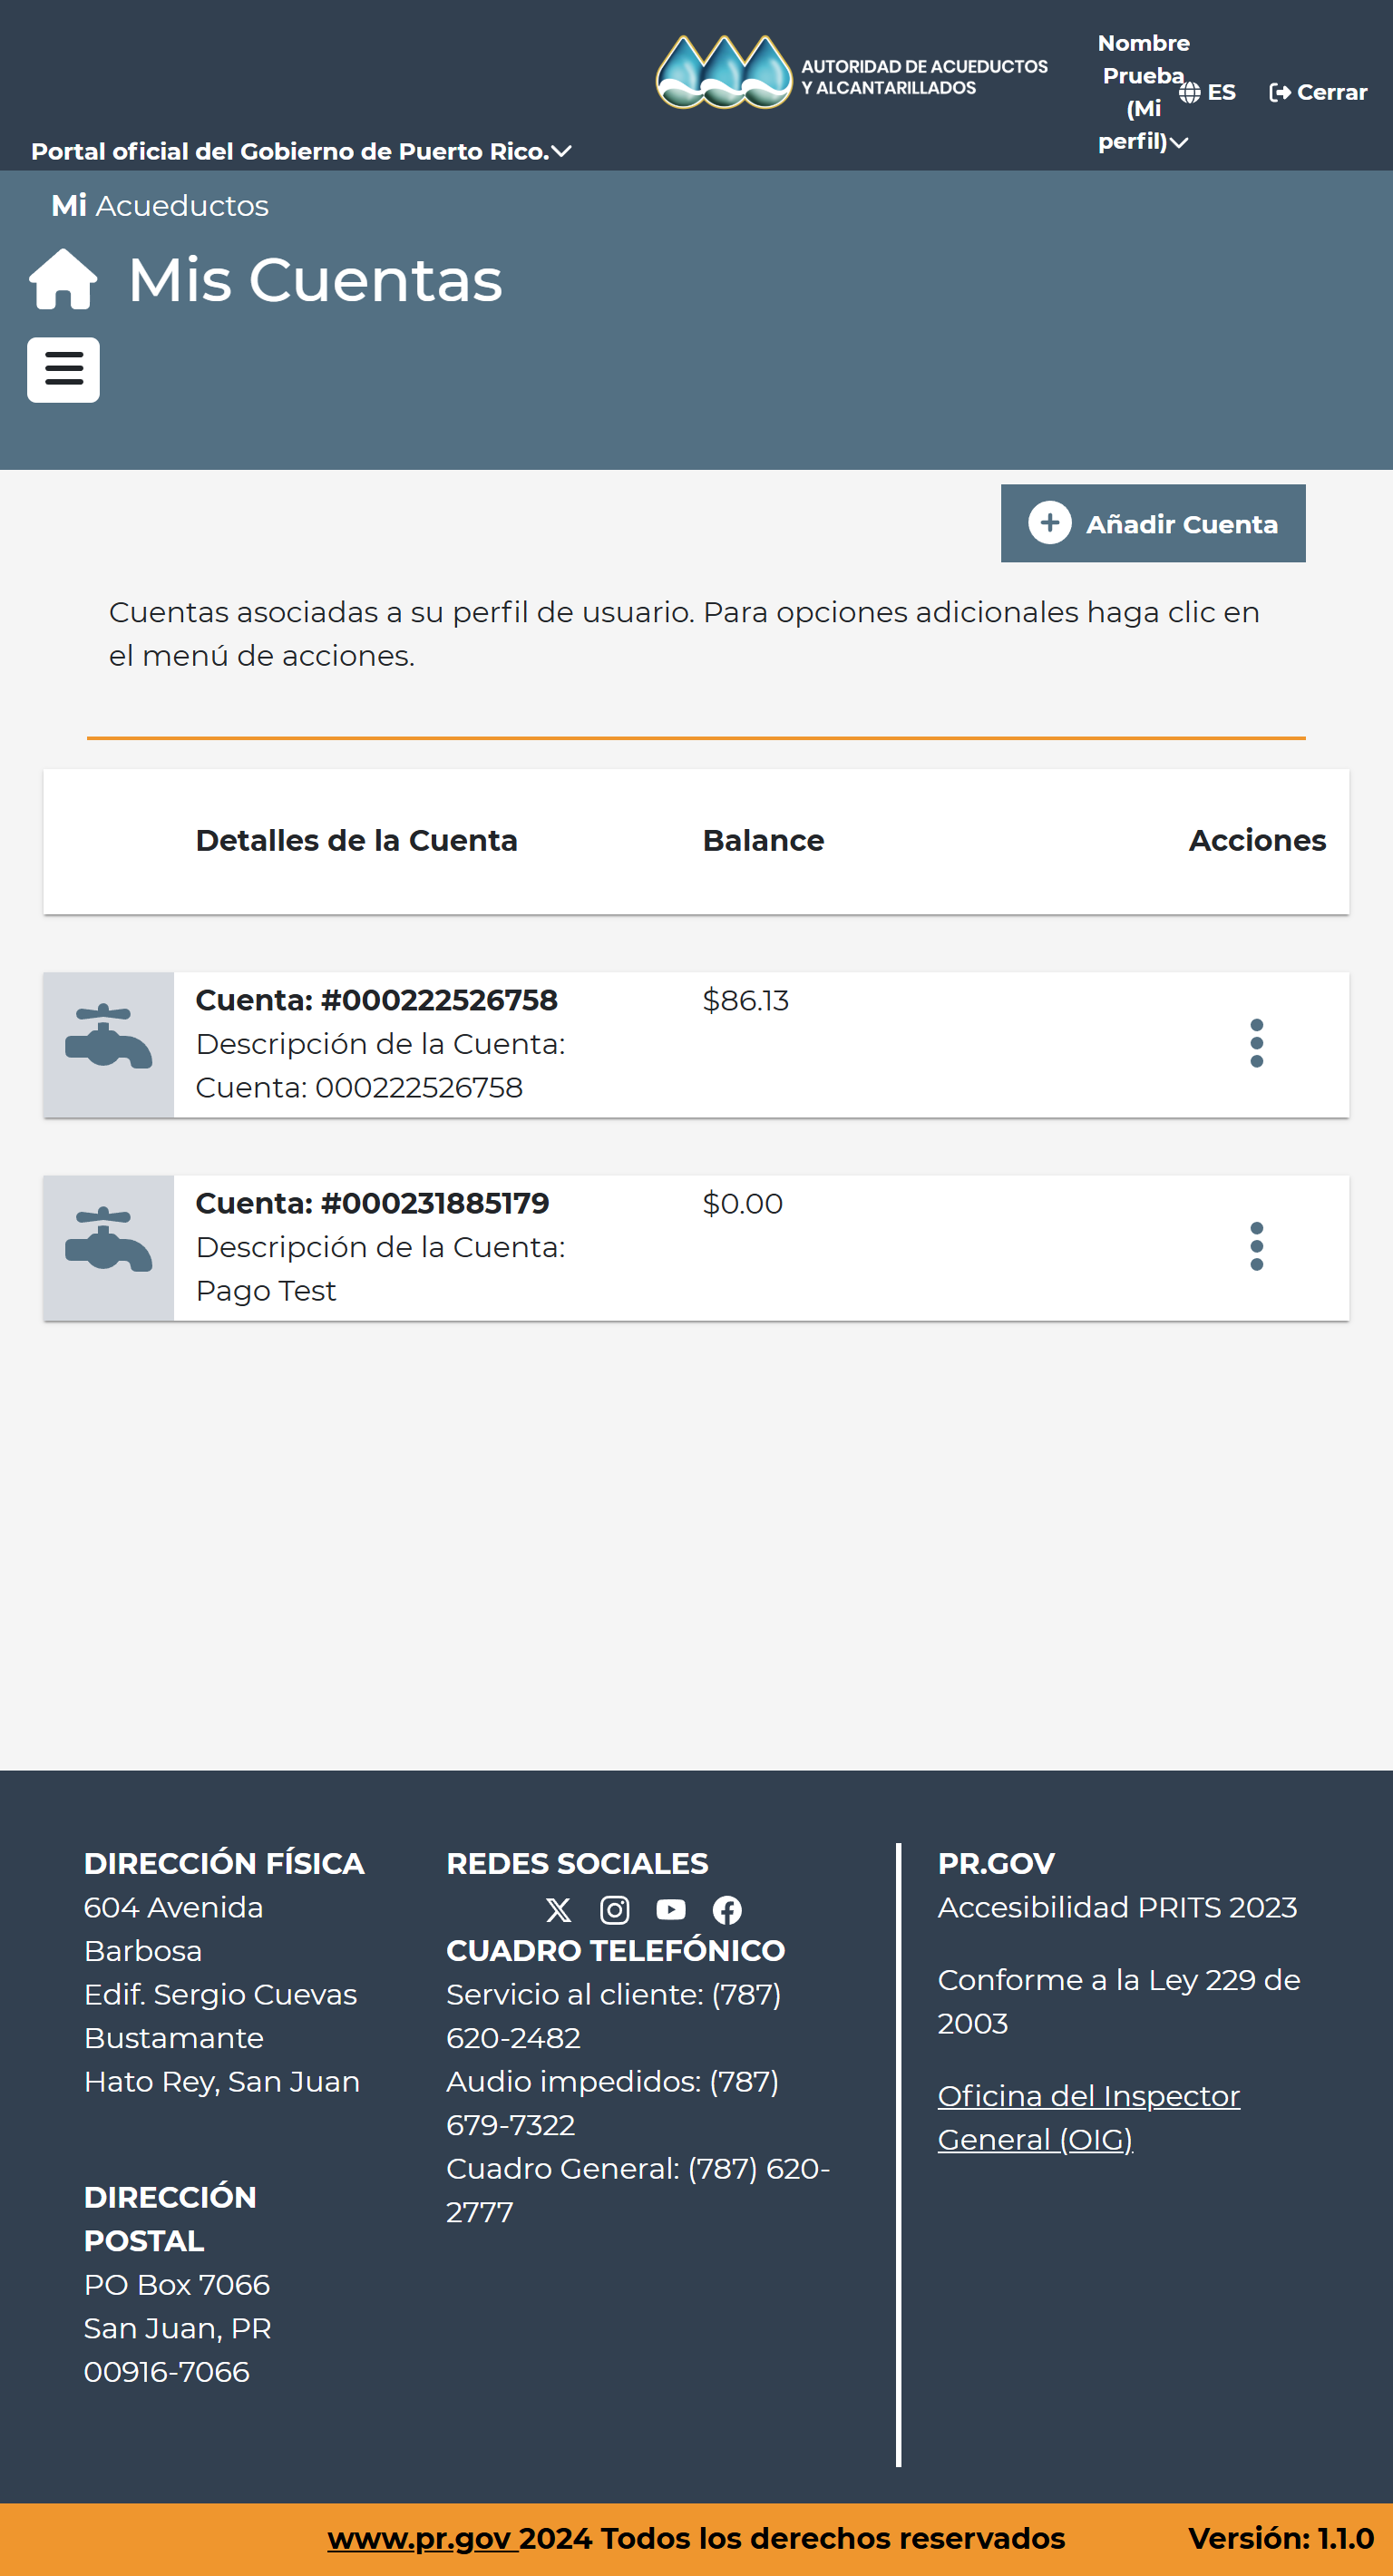 AUTORIDAD DE ACUEDUCTOS
Y ALCANTARILLADOS
Nombre
Prueba
(Mi
perfil)
ES
Cerrar
Portal oficial del Gobierno de Puerto Rico.
Mi Acueductos
Mis Cuentas
Añadir Cuenta
Cuentas asociadas a su perfil de usuario. Para opciones adicionales haga clic en
el menú de acciones.
Detalles de la Cuenta Balance Acciones
Cuenta: #000222526758 $86.13
Descripción de la Cuenta:
Cuenta: 000222526758
Cuenta: #000231885179 $0.00
Descripción de la Cuenta:
Pago Test
DIRECCIÓN FÍSICA
604 Avenida
Barbosa
Edif. Sergio Cuevas
Bustamante
Hato Rey, San Juan
DIRECCIÓN
POSTAL
PO Box 7066
San Juan, PR
00916-7066
REDES SOCIALES
CUADRO TELEFÓNICO
Servicio al cliente: (787)
620-2482
Audio impedidos: (787)
679-7322
Cuadro General: (787) 620-
2777
PR.GOV
Accesibilidad PRITS 2023
Conforme a la Ley 229 de
2003
Oficina del Inspector
General (OIG)
www.pr.gov 2024 Todos los derechos reservados
Versión: 1.1.0